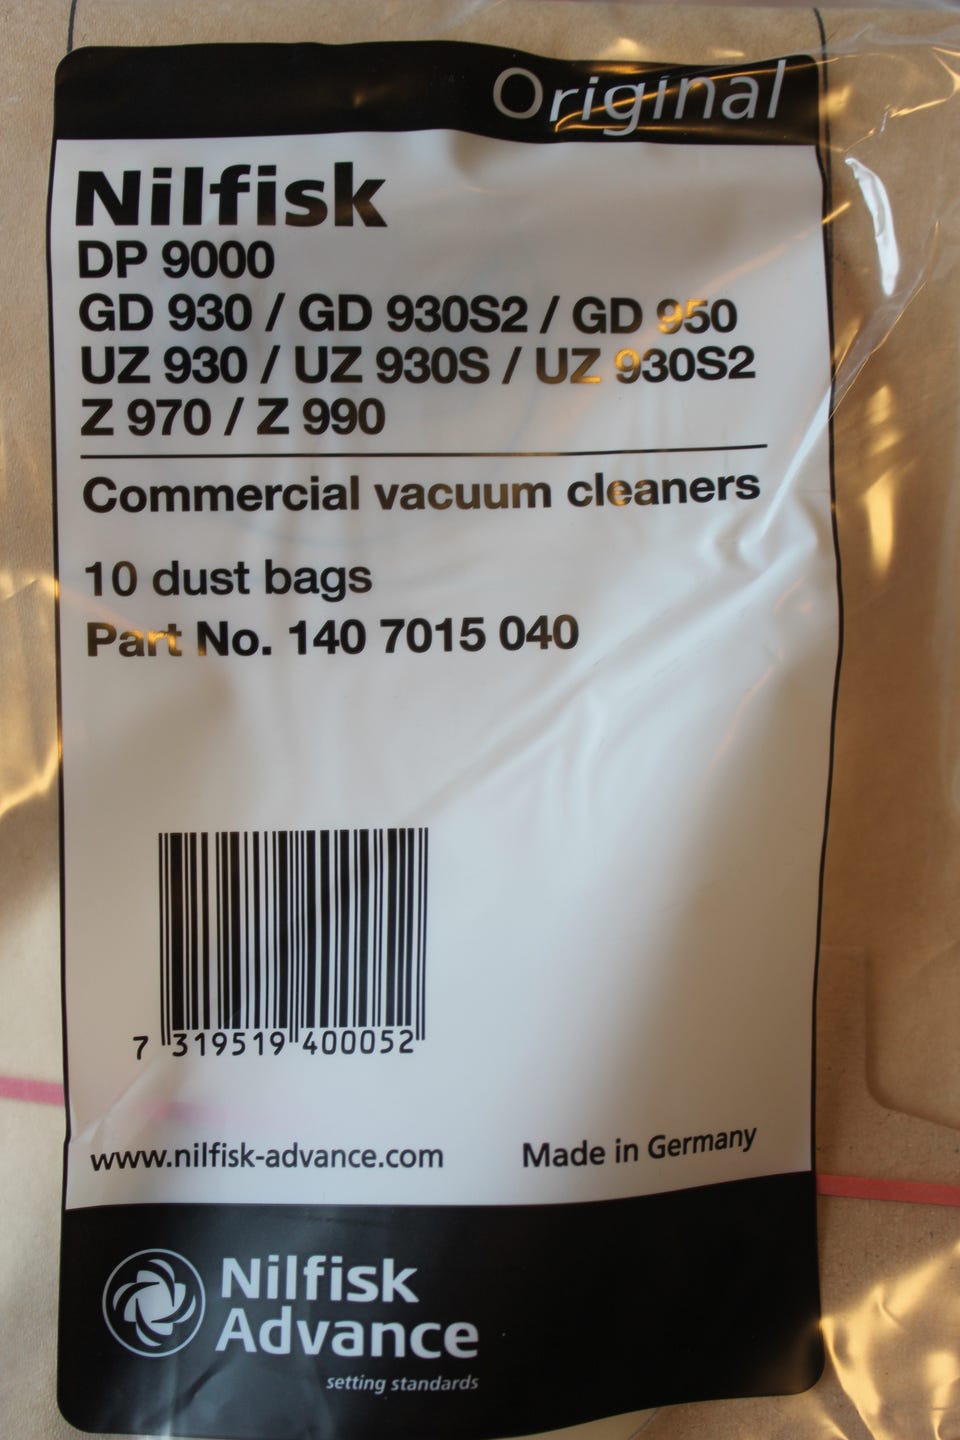 Original
Nilfisk
DP 9000
GD 930 / GD 930S2 / GD 950
UZ 930 / UZ 930S / UZ 930S2
Z 970 / Z 990
Commercial vacuum cleaners
10 dust bags
Part No. 140 7015 040
7 319519 400052
www.nilfisk-advance.com
Made in Germany
Nilfisk
Advance
setting standards